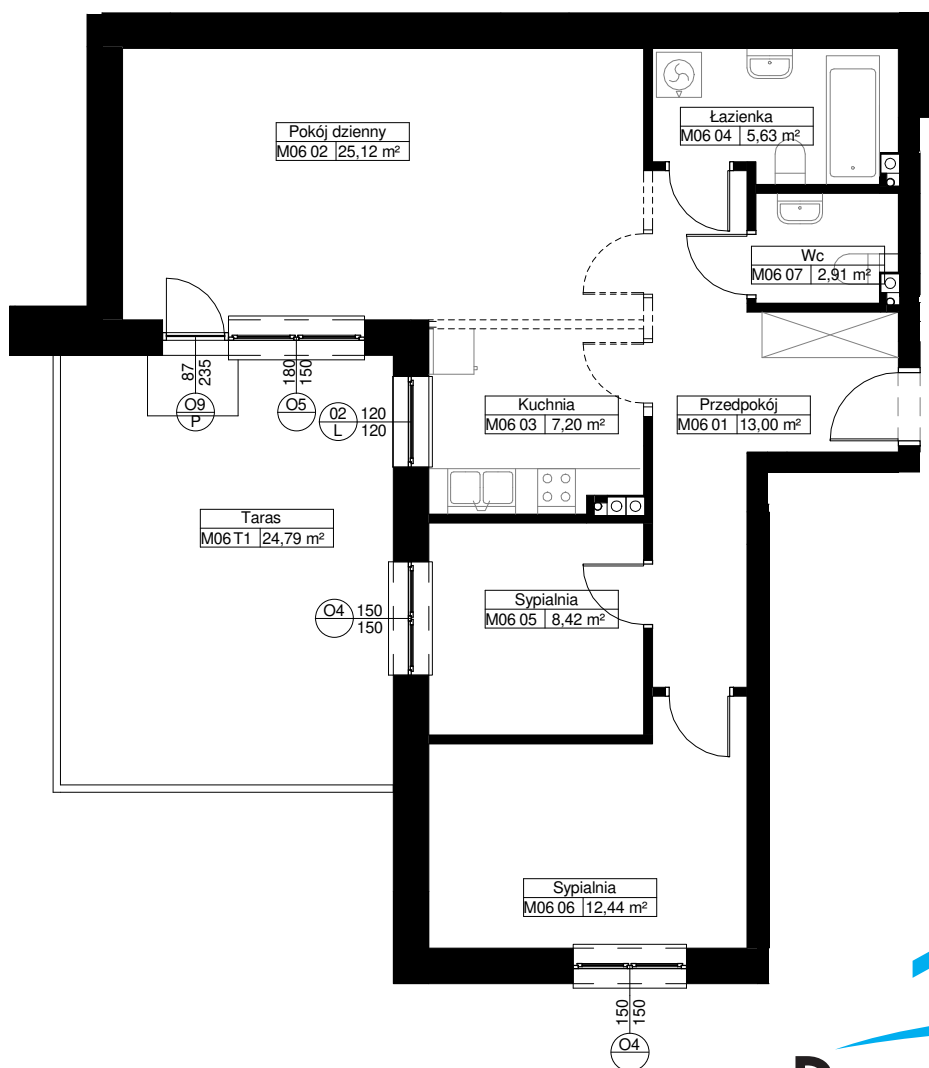 Pokój dzienny
M06 02 25,12 m²
Łazienka
M06 04 5,63 m²
Wc
M06 07 2,91 m²
87
235
O9
P
180
150
O5
02
L
120
120
Kuchnia
M06 03 7,20 m²
Przedpokój
M06 01 13,00 m²
Taras
M06 T1 24,79 m²
O4
150
150
Sypialnia
M06 05 8,42 m²
Sypialnia
M06 06 12,44 m²
150
150
O4